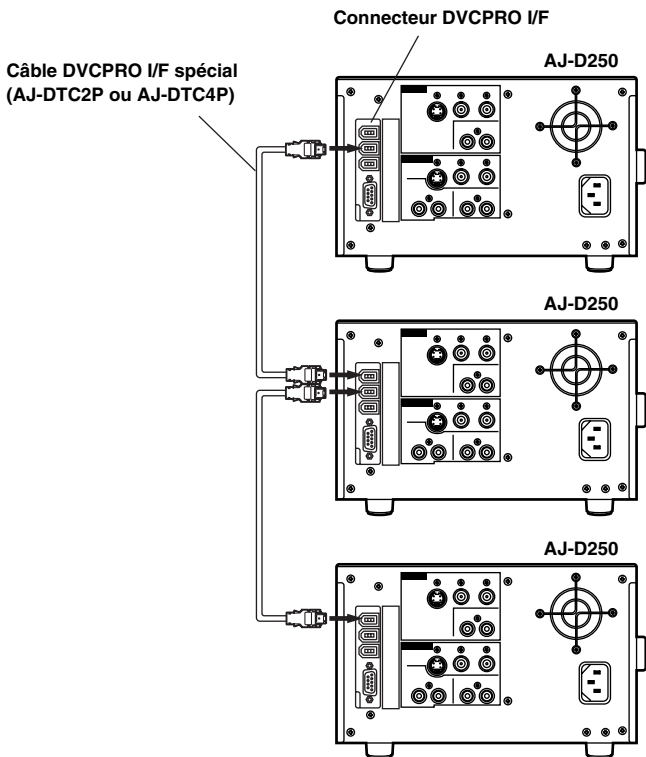 Connecteur DVCPRO I/F
AJ-D250
Câble DVCPRO I/F spécial
(AJ-DTC2P ou AJ-DTC4P)
AJ-D250
AJ-D250